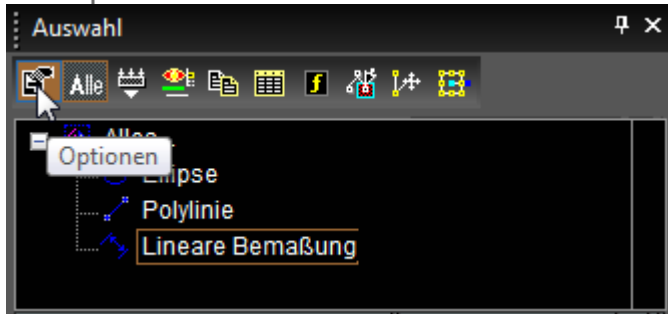 Auswahl
Alle
Optionen
Ellipse
Polylinie
Lineare Bemaßung